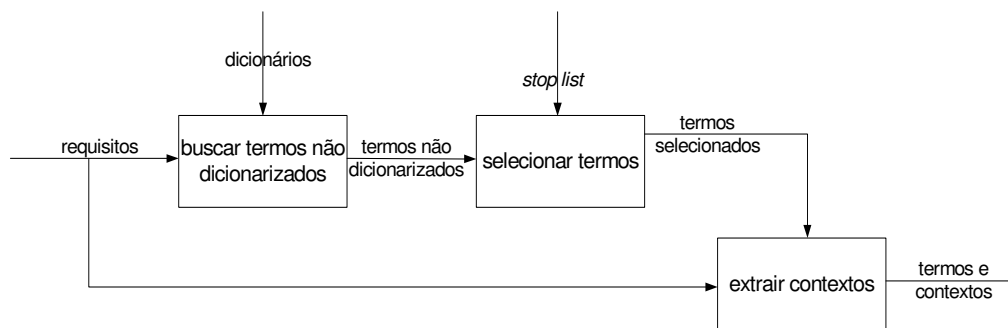 dicionários
stop list
requisitos
buscar termos não
dicionarizados
termos não
dicionarizados
selecionar termos
termos
selecionados
extrair contextos
termos e
contextos